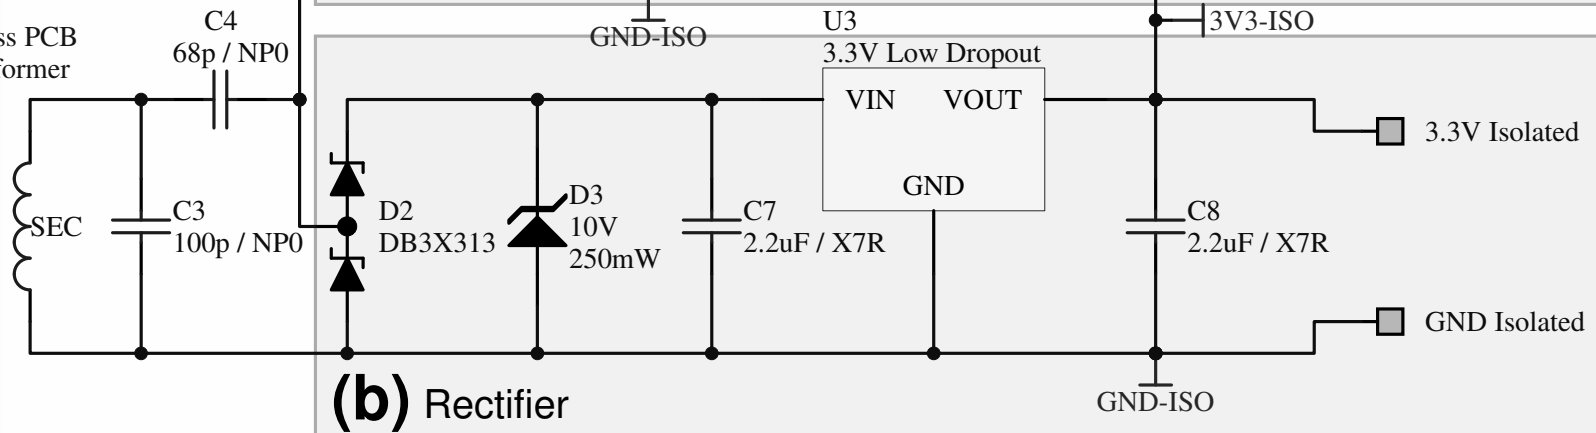 C4
68p / NP0
ss PCB
former
GND-ISO
U3
3.3V Low Dropout
3V3-ISO
VIN
VOUT
GND
3.3V Isolated
SEC
C3
100p / NP0
D2
DB3X313
D3
10V
250mW
C7
2.2uF / X7R
C8
2.2uF / X7R
GND Isolated
GND-ISO
(b) Rectifier